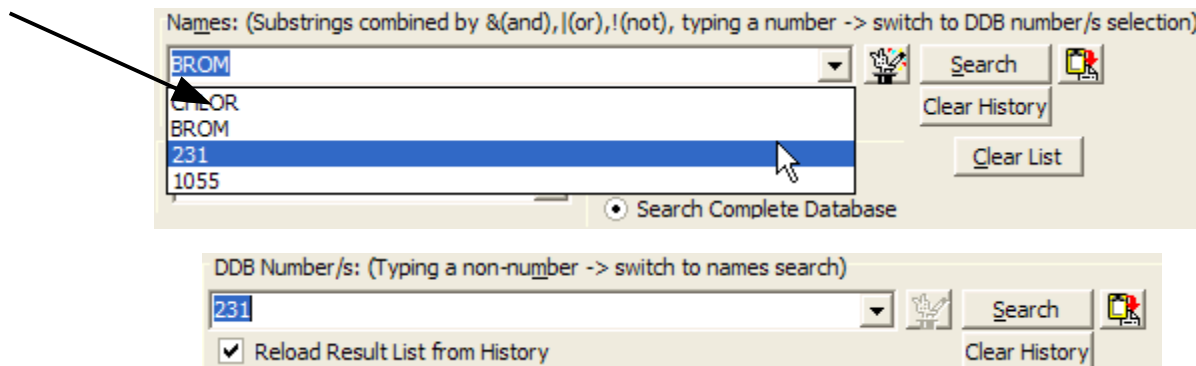 Names: (Substrings combined by &(and),|(or),!(not), typing a number -> switch to DDB number/s selection)
BROM
Search
CHLOR
Clear History
BROM
231
Clear List
1055
Search Complete Database
DDB Number/s: (Typing a non-number -> switch to names search)
231
Search
Reload Result List from History
Clear History